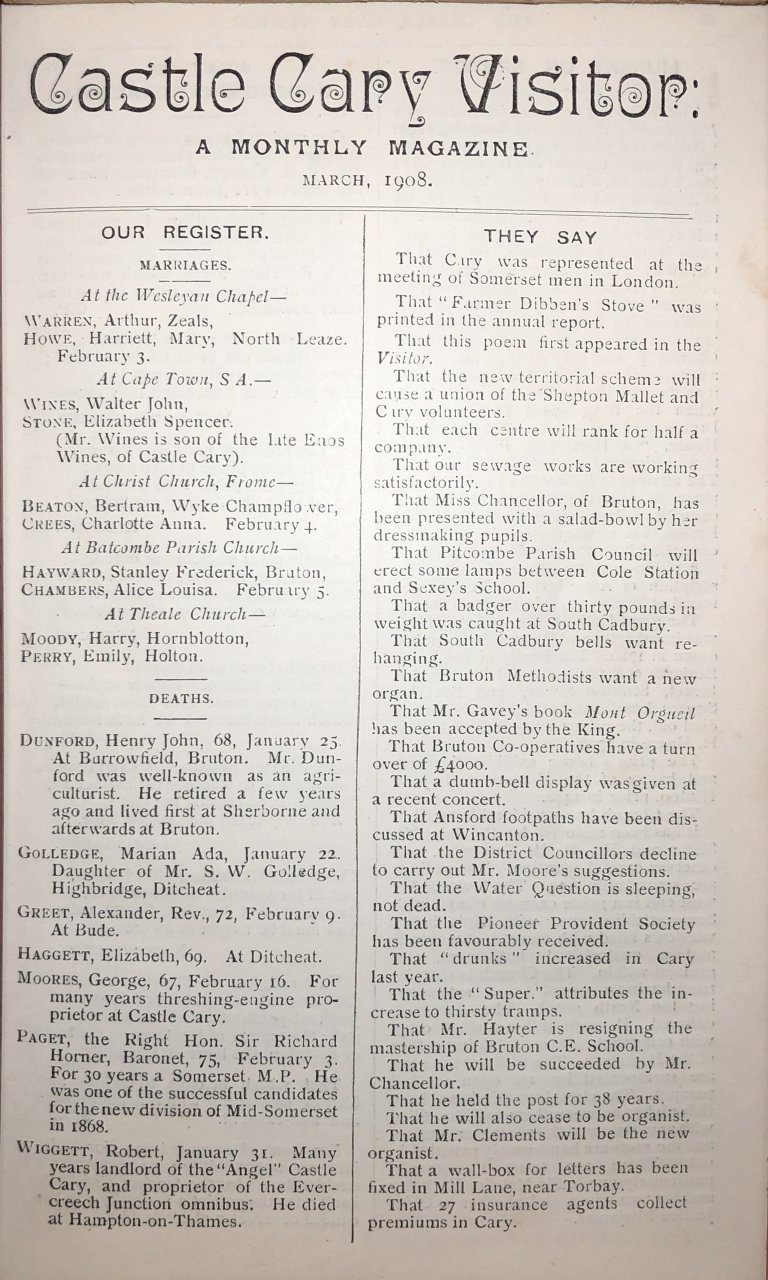 Castle Cary Visitor:
A MONTHLY MAGAZINE.
MARCH, 1908.
OUR REGISTER.
MARRIAGES.
At the Wesleyan Chapel—
WARREN, Arthur, Zeals,
HOWE, Harriett, Mary, North Leaze.
February 3.
At Cape Town, S A.—
WINES, Walter John,
STONE, Elizabeth Spencer.
(Mr. Wines is son of the late Enos
Wines, of Castle Cary).
At Christ Church, Frome—
BEATON, Bertram, Wyke Champflower,
CREES, Charlotte Anna. February 4.
At Batcombe Parish Church—
HAYWARD, Stanley Frederick, Bruton,
CHAMBERS, Alice Louisa. February 5.
At Theale Church—
MOODY, Harry, Hornblotton,
PERRY, Emily, Holton.
DEATHS.
DUNFORD, Henry John, 68, January 25.
At Burrowfield, Bruton. Mr. Dun-
ford was well-known as an agri-
culturist. He retired a few years
ago and lived first at Sherborne and
afterwards at Bruton.
GOLLEDGE, Marian Ada, January 22.
Daughter of Mr. S. W. Golledge,
Highbridge, Ditcheat.
GREET, Alexander, Rev., 72, February 9.
At Bude.
HAGGETT, Elizabeth, 69. At Ditcheat.
MOORES, George, 67, February 16. For
many years threshing-engine pro-
prietor at Castle Cary.
PAGET, the Right Hon. Sir Richard
Horner, Baronet, 75, February 3.
For 30 years a Somerset M.P. He
was one of the successful candidates
for the new division of Mid-Somerset
in 1868.
WIGGETT, Robert, January 31. Many
years landlord of the "Angel" Castle
Cary, and proprietor of the Ever-
creech Junction omnibus. He died
at Hampton-on-Thames.
THEY SAY
That Cary was represented at the
meeting of Somerset men in London.
That "Farmer Dibben's Stove" was
printed in the annual report.
That this poem first appeared in the
Visitor.
That the new territorial scheme will
cause a union of the Shepton Mallet and
Cary volunteers.
That each centre will rank for half a
company.
That our sewage works are working
satisfactorily.
That Miss Chancellor, of Bruton, has
been presented with a salad-bowl by her
dressmaking pupils.
That Pitcombe Parish Council will
erect some lamps between Cole Station
and Sexey's School.
That a badger over thirty pounds in
weight was caught at South Cadbury.
That South Cadbury bells want re-
hanging.
That Bruton Methodists want a new
organ.
That Mr. Gavey's book Mont Orgueil
has been accepted by the King.
That Bruton Co-operatives have a turn
over of £4000.
That a dumb-bell display was given at
a recent concert.
That Ansford footpaths have been dis-
cussed at Wincanton.
That the District Councillors decline
to carry out Mr. Moore's suggestions.
That the Water Question is sleeping,
not dead.
That the Pioneer Provident Society
has been favourably received.
That "drunks" increased in Cary
last year.
That the "Super." attributes the in-
crease to thirsty tramps.
That Mr. Hayter is resigning the
mastership of Bruton C.E. School.
That he will be succeeded by Mr.
Chancellor.
That he held the post for 38 years.
That he will also cease to be organist.
That Mr. Clements will be the new
organist.
That a wall-box for letters has been
fixed in Mill Lane, near Torbay.
That 27 insurance agents collect
premiums in Cary.